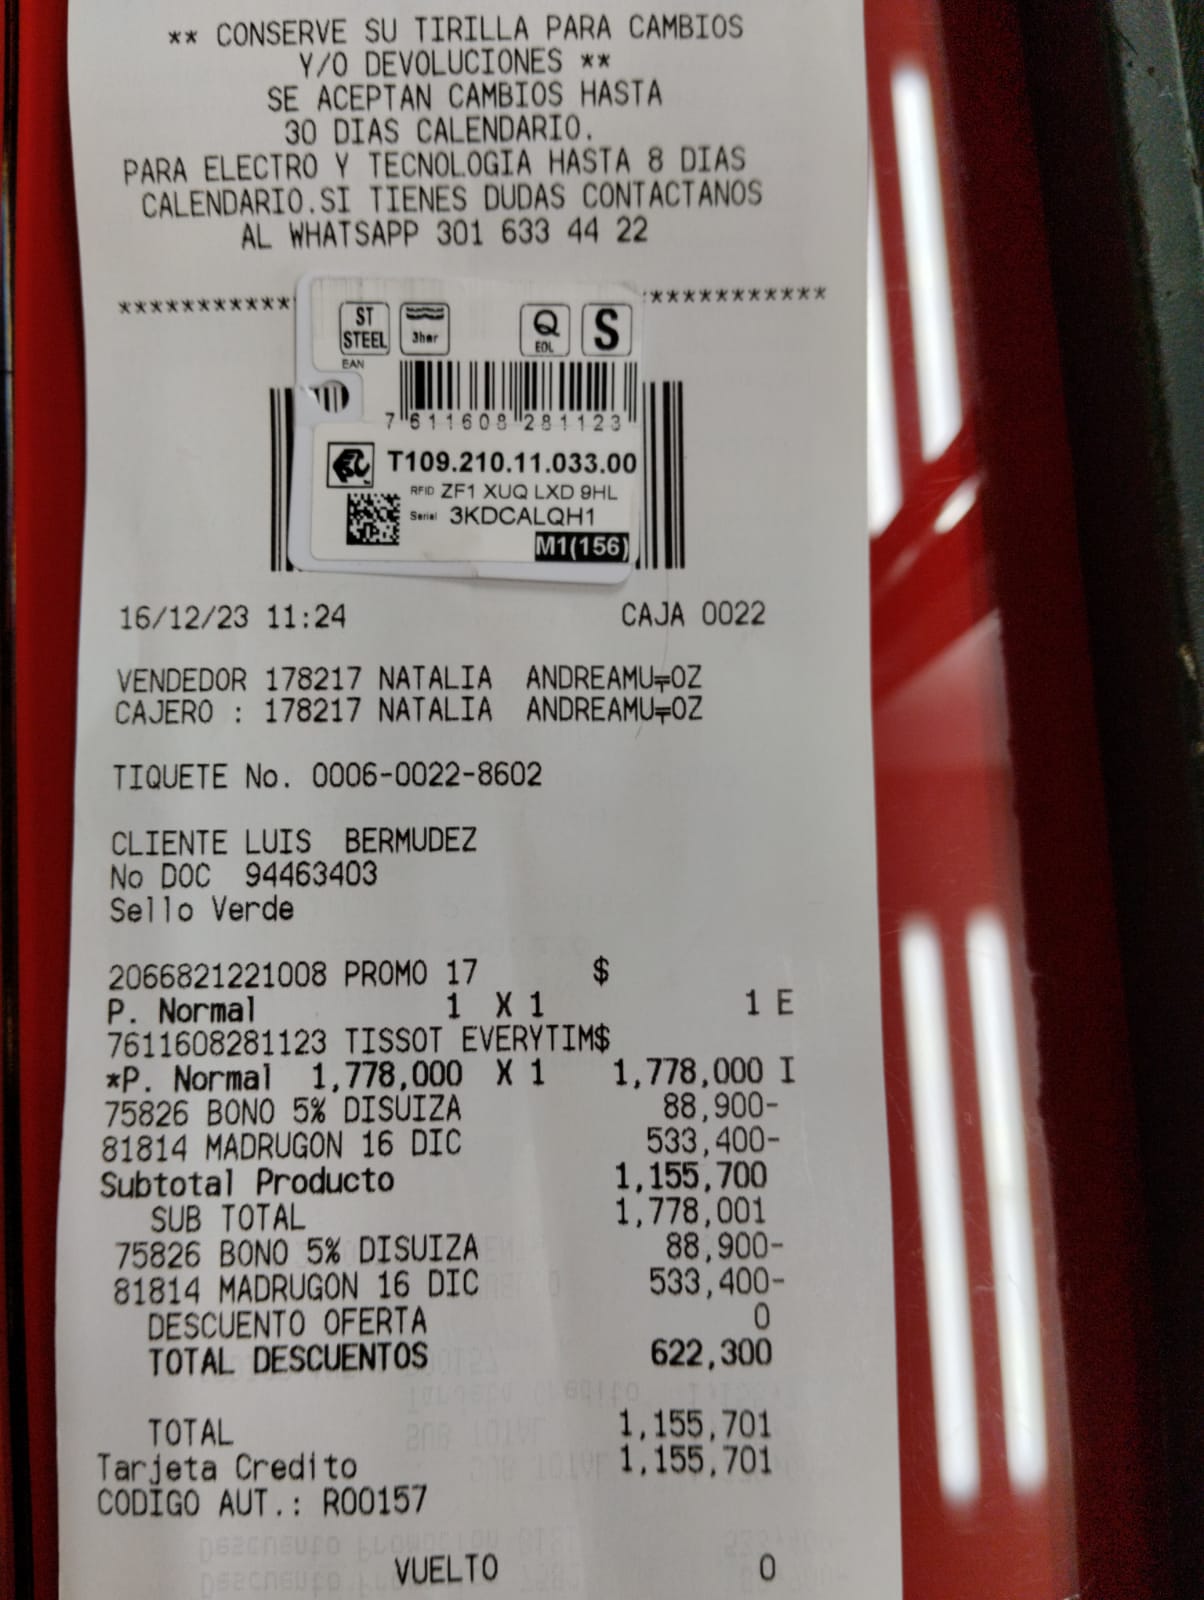 ** CONSERVE SU TIRILLA PARA CAMBIOS
Y/O DEVOLUCIONES **
SE ACEPTAN CAMBIOS HASTA
30 DIAS CALENDARIO.
PARA ELECTRO Y TECNOLOGIA HASTA 8 DIAS
CALENDARIO.SI TIENES DUDAS CONTACTANOS
AL WHATSAPP 301 633 44 22
*********** ***********
ST STEEL
3bar
Q EOL
S
EAN
7 611608 281123
T109.210.11.033.00
RFID ZF1 XUQ LXD 9HL
Serial 3KDCALQH1
M1(156)
16/12/23 11:24 CAJA 0022
VENDEDOR 178217 NATALIA ANDREAMU╤OZ
CAJERO : 178217 NATALIA ANDREAMU╤OZ
TIQUETE No. 0006-0022-8602
CLIENTE LUIS BERMUDEZ
No DOC 94463403
Sello Verde
2066821221008 PROMO 17 $
P. Normal 1 X 1 1 E
7611608281123 TISSOT EVERYTIM$
*P. Normal 1,778,000 X 1 1,778,000 I
75826 BONO 5% DISUIZA 88,900-
81814 MADRUGON 16 DIC 533,400-
Subtotal Producto 1,155,700
SUB TOTAL 1,778,001
75826 BONO 5% DISUIZA 88,900-
81814 MADRUGON 16 DIC 533,400-
DESCUENTO OFERTA 0
TOTAL DESCUENTOS 622,300
TOTAL 1,155,701
Tarjeta Credito 1,155,701
CODIGO AUT.: R00157
VUELTO 0